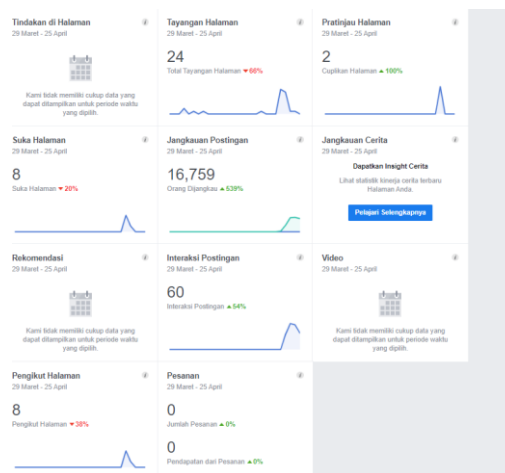 Tindakan di Halaman
29 Maret - 25 April
Kami tidak memiliki cukup data yang
dapat ditampilkan untuk periode waktu
yang dipilih.
Tayangan Halaman
29 Maret - 25 April
24
Total Tayangan Halaman ▼66%
Pratinjau Halaman
29 Maret - 25 April
2
Cuplikan Halaman ▲100%
Suka Halaman
29 Maret - 25 April
8
Suka Halaman ▼20%
Jangkauan Postingan
29 Maret - 25 April
16,759
Orang Dijangkau ▲539%
Jangkauan Cerita
29 Maret - 25 April
Dapatkan Insight Cerita
Lihat statistik kinerja cerita terbaru
Halaman Anda.
Pelajari Selengkapnya
Rekomendasi
29 Maret - 25 April
Kami tidak memiliki cukup data yang
dapat ditampilkan untuk periode waktu
yang dipilih.
Interaksi Postingan
29 Maret - 25 April
60
Interaksi Postingan ▲54%
Video
29 Maret - 25 April
Kami tidak memiliki cukup data yang
dapat ditampilkan untuk periode waktu
yang dipilih.
Pengikut Halaman
29 Maret - 25 April
8
Pengikut Halaman ▼38%
Pesanan
29 Maret - 25 April
0
Jumlah Pesanan ▲0%
0
Pendapatan dari Pesanan ▲0%